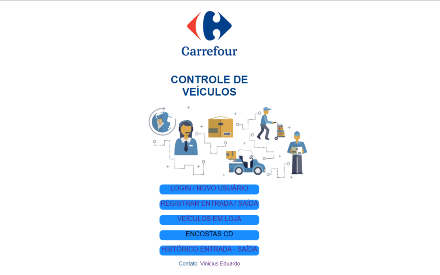 Carrefour
CONTROLE DE
VEÍCULOS
LOGIN / NOVO USUÁRIO
REGISTRAR ENTRADA / SAÍDA
VEÍCULOS EM LOJA
ENCOSTAS CD
HISTÓRICO ENTRADA - SAÍDA
Contato: Vinicius Eduardo